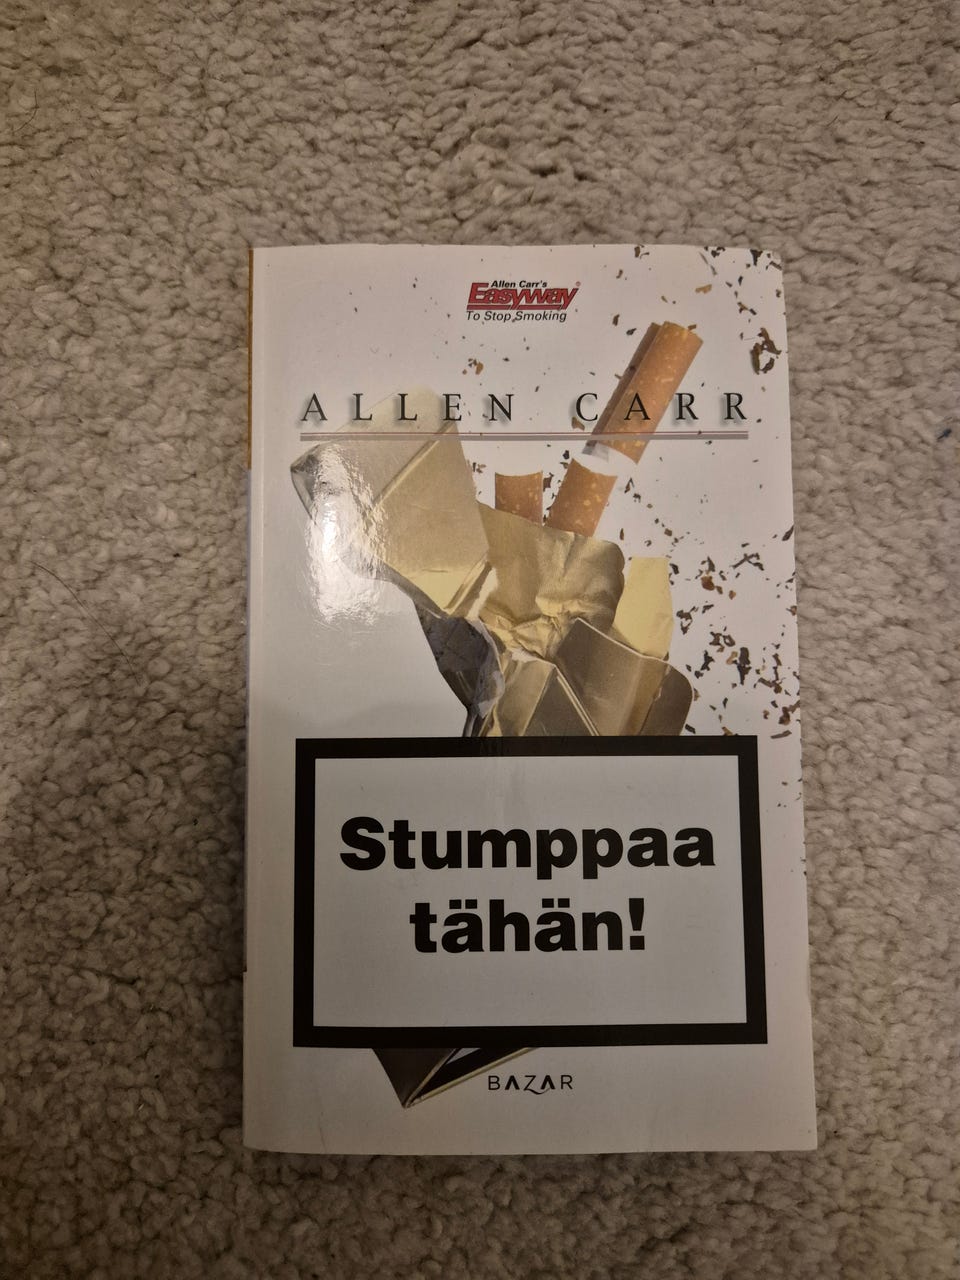 Allen Carr's
Easyway®
To Stop Smoking
ALLEN CARR
Stumppaa
tähän!
BAZAR